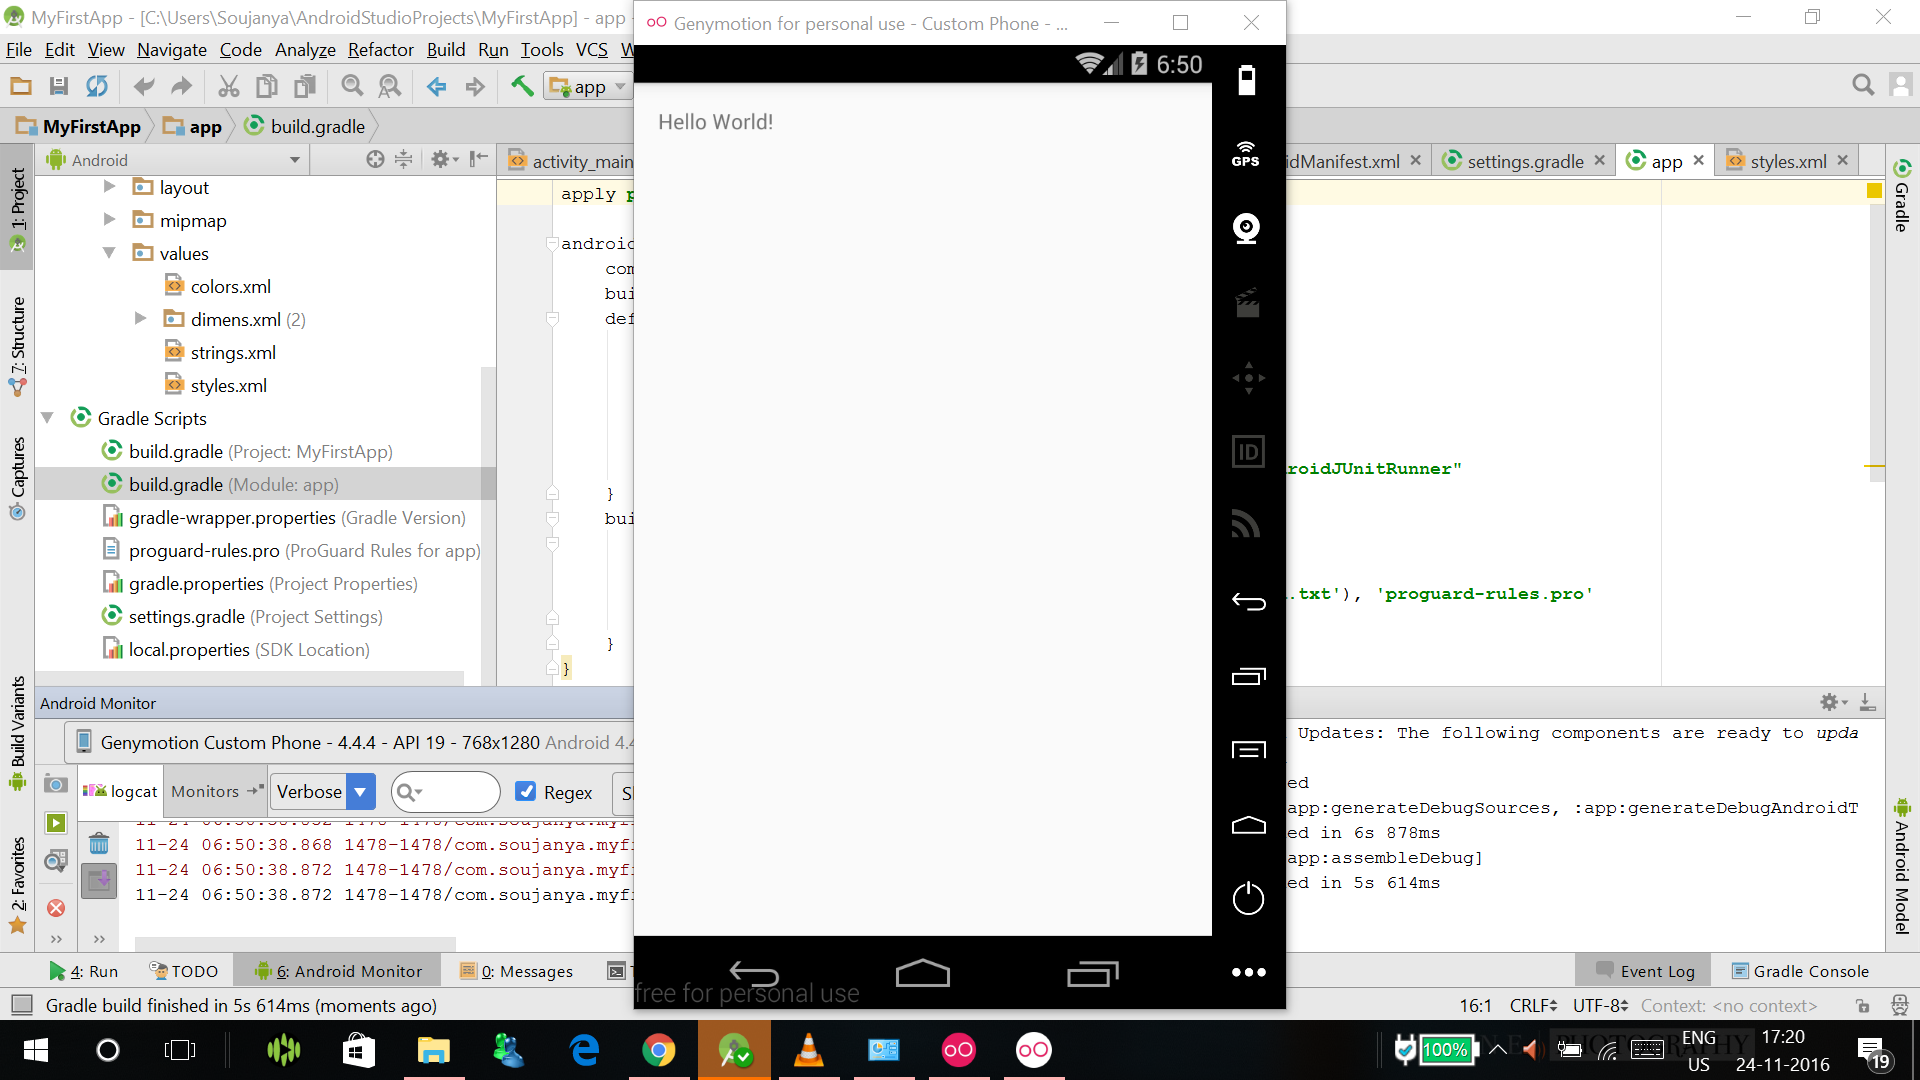 MyFirstApp - [C:\Users\Soujanya\AndroidStudioProjects\MyFirstApp] - app -
File Edit View Navigate Code Analyze Refactor Build Run Tools VCS W
app
MyFirstApp app build.gradle
1: Project
7: Structure
Captures
Build Variants
2: Favorites
Android
layout
mipmap
values
colors.xml
dimens.xml (2)
strings.xml
styles.xml
Gradle Scripts
build.gradle (Project: MyFirstApp)
build.gradle (Module: app)
gradle-wrapper.properties (Gradle Version)
proguard-rules.pro (ProGuard Rules for app)
gradle.properties (Project Properties)
settings.gradle (Project Settings)
local.properties (SDK Location)
activity_main
idManifest.xml
settings.gradle
app
styles.xml
apply p
android
com
bui
def
roidJUnitRunner"
}
bui
.txt'), 'proguard-rules.pro'
}
}
Genymotion for personal use - Custom Phone - ...
6:50
Hello World!
GPS
ID
free for personal use
Gradle
Android Model
Android Monitor
Genymotion Custom Phone - 4.4.4 - API 19 - 768x1280 Android 4.4
logcat Monitors Verbose Regex
11-24 06:50:38.868 1478-1478/com.soujanya.myfi
11-24 06:50:38.872 1478-1478/com.soujanya.myfi
11-24 06:50:38.872 1478-1478/com.soujanya.myfi
Updates: The following components are ready to upda
ed
app:generateDebugSources, :app:generateDebugAndroidT
ed in 6s 878ms
app:assembleDebug]
ed in 5s 614ms
4: Run TODO 6: Android Monitor 0: Messages
Event Log Gradle Console
Gradle build finished in 5s 614ms (moments ago)
16:1 CRLF UTF-8 Context: <no context>
100%
ENG
US
17:20
24-11-2016
19